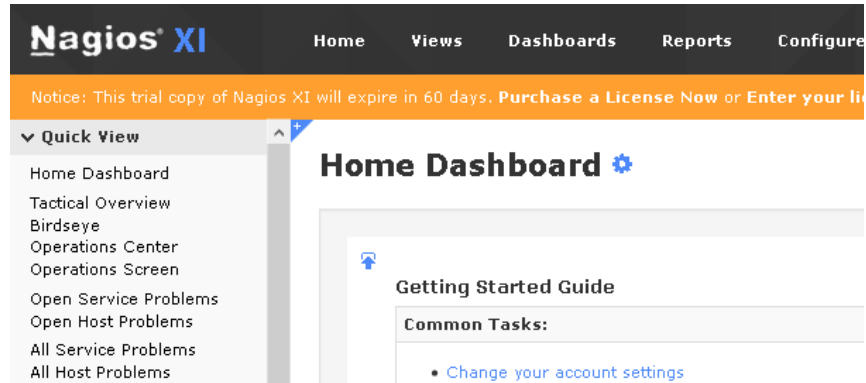 Nagios XI Home Views Dashboards Reports Configure
Notice: This trial copy of Nagios XI will expire in 60 days. Purchase a License Now or Enter your li
Quick View
Home Dashboard
Tactical Overview
Birdseye
Operations Center
Operations Screen
Open Service Problems
Open Host Problems
All Service Problems
All Host Problems
Home Dashboard
Getting Started Guide
Common Tasks:
• Change your account settings